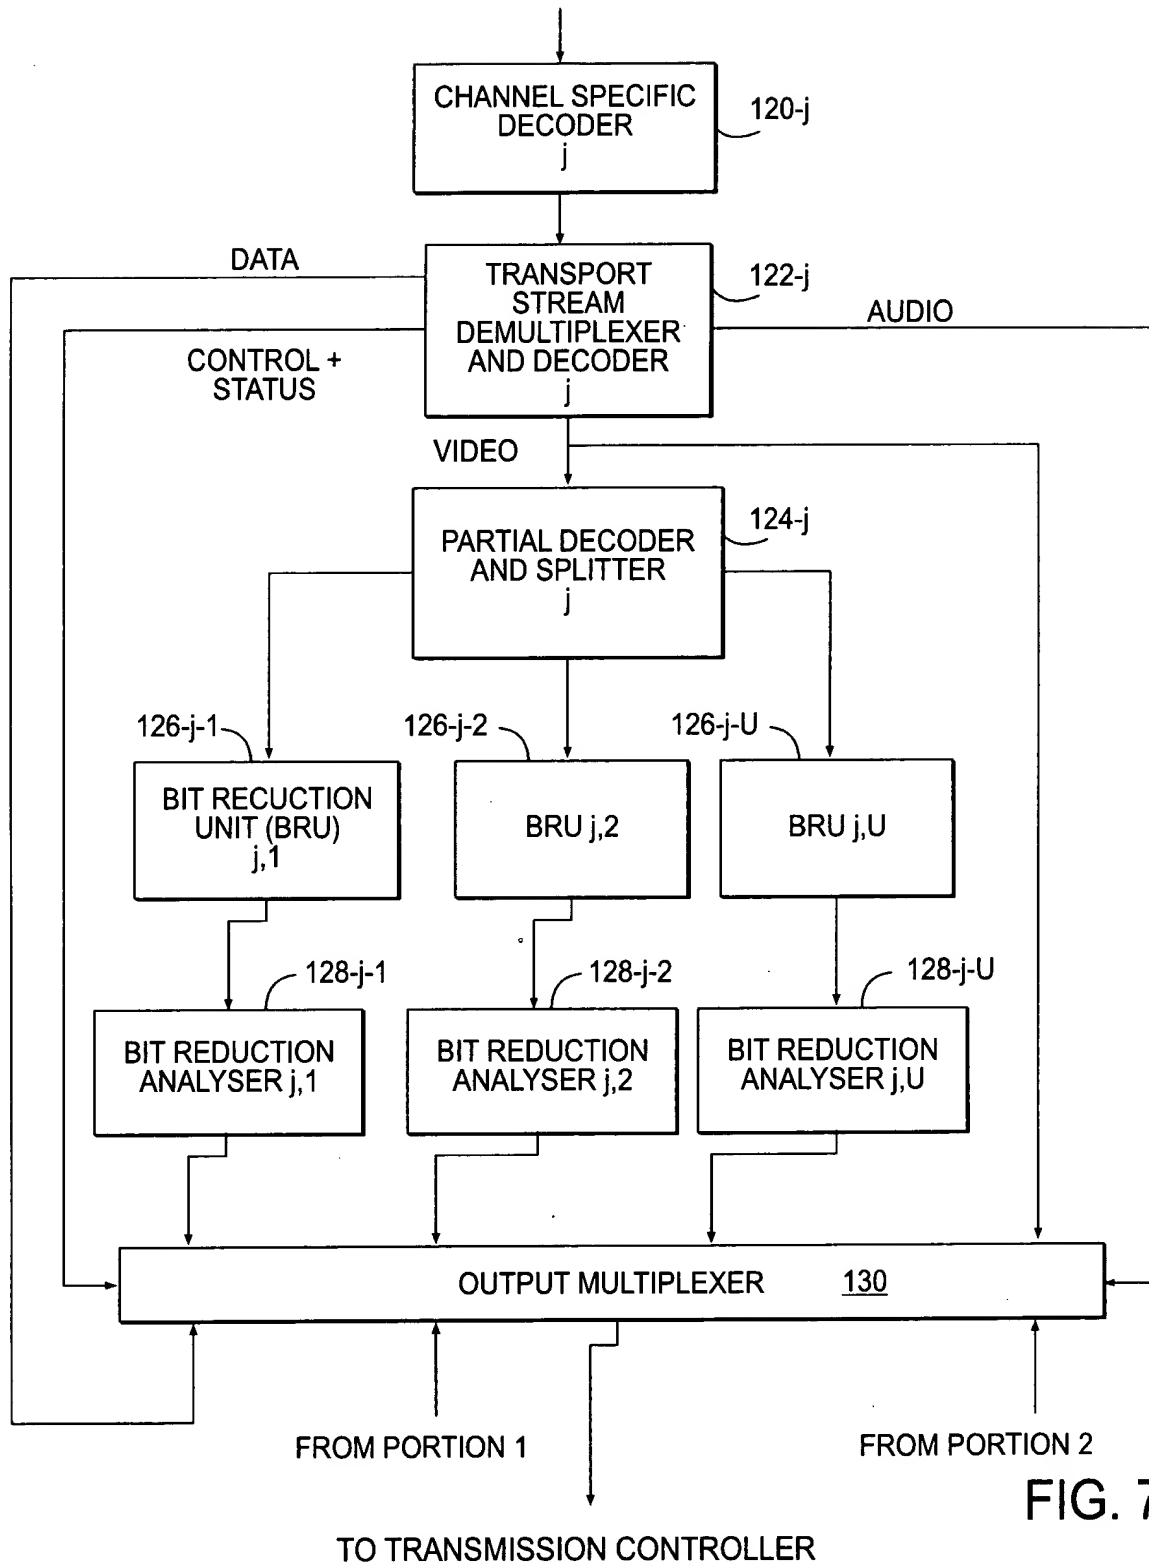 CHANNEL SPECIFIC
DECODER
j
120-j
DATA
TRANSPORT
STREAM
DEMULTIPLEXER
AND DECODER
j
122-j
AUDIO
CONTROL +
STATUS
VIDEO
PARTIAL DECODER
AND SPLITTER
j
124-j
126-j-1
126-j-2
126-j-U
BIT RECUCTION
UNIT (BRU)
j,1
BRU j,2
BRU j,U
128-j-1
128-j-2
128-j-U
BIT REDUCTION
ANALYSER j,1
BIT REDUCTION
ANALYSER j,2
BIT REDUCTION
ANALYSER j,U
OUTPUT MULTIPLEXER 130
FROM PORTION 1
FROM PORTION 2
FIG. 7
TO TRANSMISSION CONTROLLER